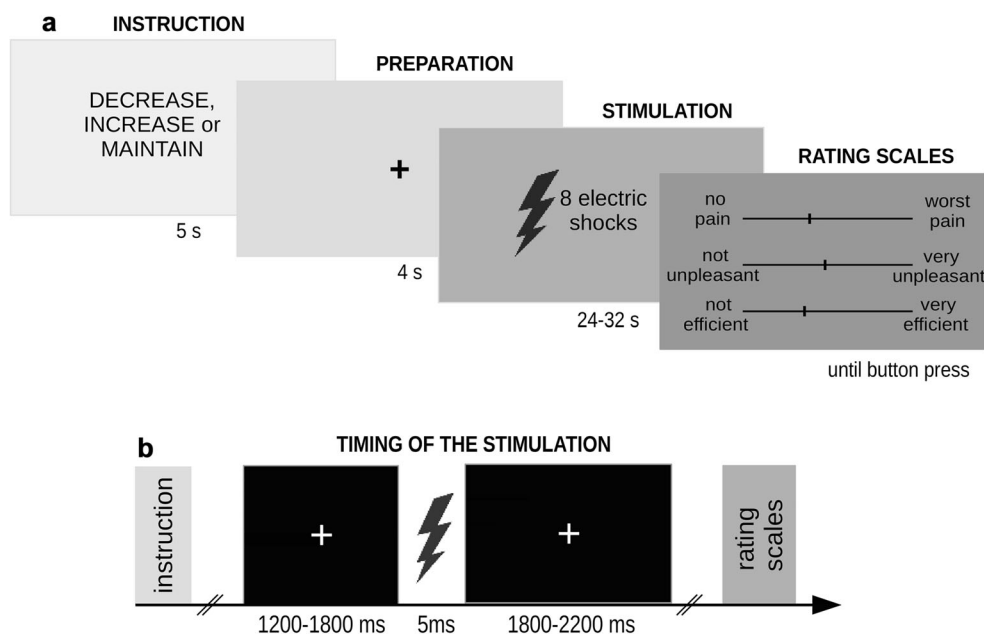 a
INSTRUCTION
DECREASE,
INCREASE or
MAINTAIN
5 s
PREPARATION
+
4 s
STIMULATION
8 electric
shocks
24-32 s
RATING SCALES
no
pain
worst
pain
not
unpleasant
very
unpleasant
not
efficient
very
efficient
until button press
b
TIMING OF THE STIMULATION
instruction
+
+
rating
scales
1200-1800 ms
5ms
1800-2200 ms